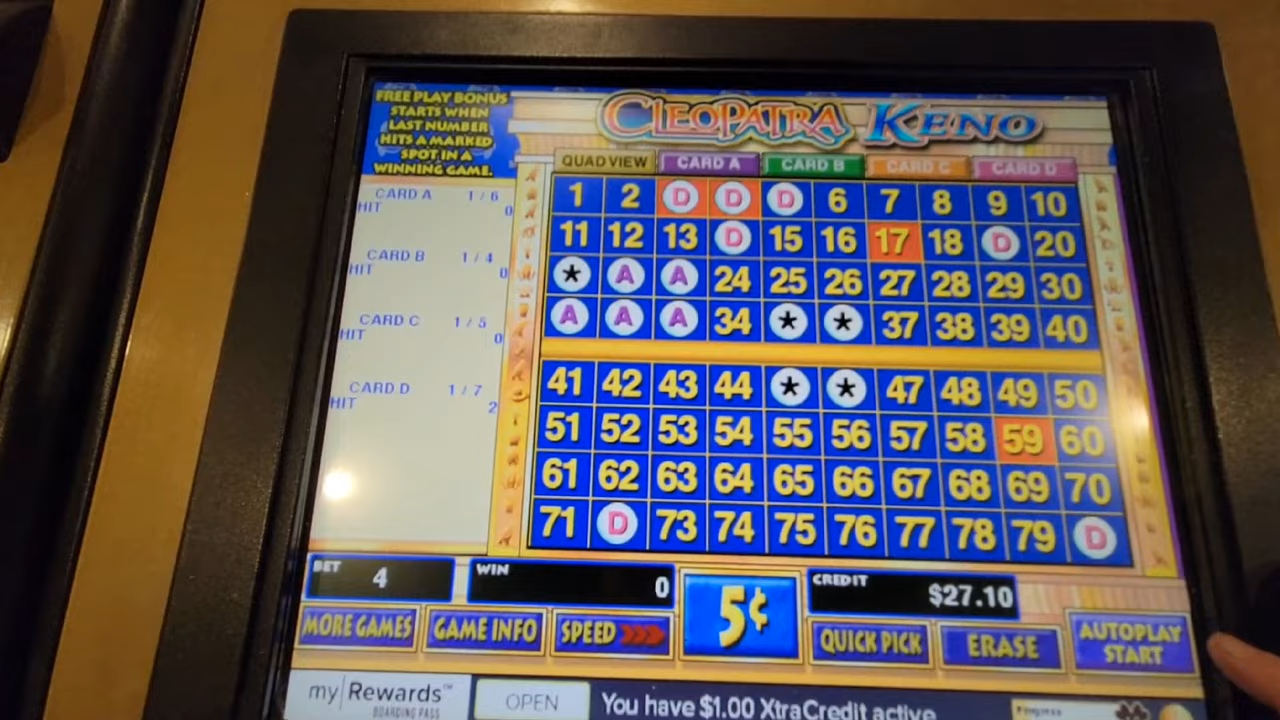 FREE PLAY BONUS
STARTS WHEN
LAST NUMBER
HITS A MARKED
SPOT IN A
WINNING GAME.
CLEOPATRA KENO
QUAD VIEW CARD A CARD B CARD C CARD D
CARD A 1/6
HIT 0
CARD B 1/4
HIT 0
CARD C 1/5
HIT 0
CARD D 1/7
HIT 2
1 2 D D D 6 7 8 9 10
11 12 13 D 15 16 17 18 D 20
* A A 24 25 26 27 28 29 30
A A A 34 * * 37 38 39 40
41 42 43 44 * * 47 48 49 50
51 52 53 54 55 56 57 58 59 60
61 62 63 64 65 66 67 68 69 70
71 D 73 74 75 76 77 78 79 D
BET 4 WIN 0 5¢ CREDIT $27.10
MORE GAMES GAME INFO SPEED QUICK PICK ERASE AUTOPLAY
START
my|Rewards™ OPEN You have $1.00 XtraCredit active
BOARDING PASS